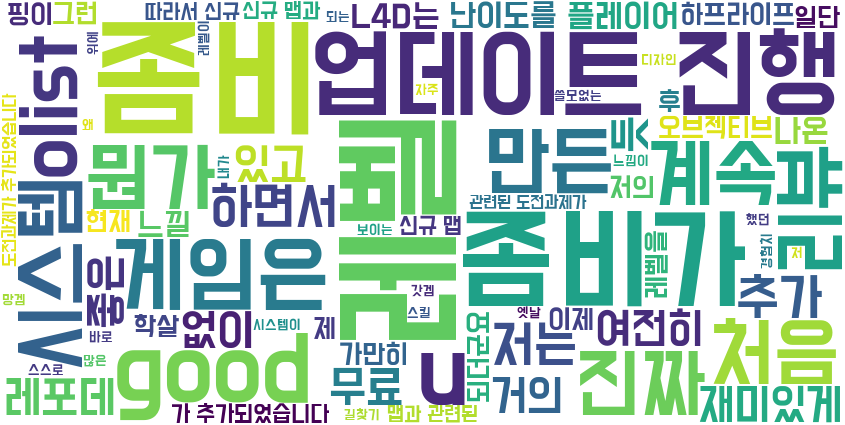 핑이
그런
따라서 신규
신규 맵과
되는
L4D는
난이도를
플레이어
하프라이프
일단
위에
레벨이
좀비
업데이트
진행
디자인
자주
쓸모없는
후
list
시스템이
도전과제가 추가되었습니다
왜
뭔가
있고
내가
레벨
만든
듯
오브젝티브
나온
느낌이
계속
하면서
현재
느낄
관련된 도전과제가
저의
보이는
신규 맵
좀비가
레벨을
했던
경험치
저
게임은
좋은
갓겜
스킬
옛날
추가
망겜
바로
학살
없이
시스템이
제
요
되더라
저는
이제
여전히
처음
스스로
많은
가만히
레포데
good
무료
u
거의
진짜
재미있게
가 추가되었습니다
길찾기
맵과 관련된